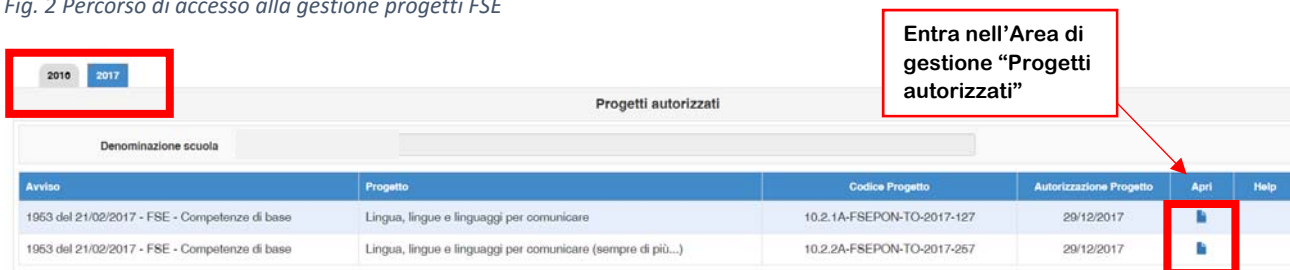 Fig. 2 Percorso di accesso alla gestione progetti FSE
Entra nell'Area di
gestione “Progetti
autorizzati”
2016 2017
Progetti autorizzati
Denominazione scuola
Avviso Progetto Codice Progetto Autorizzazione Progetto Apri Help
1953 del 21/02/2017 - FSE - Competenze di base Lingua, lingue e linguaggi per comunicare 10.2.1A-FSEPON-TO-2017-127 29/12/2017
1953 del 21/02/2017 - FSE - Competenze di base Lingua, lingue e linguaggi per comunicare (sempre di più...) 10.2.2A-FSEPON-TO-2017-257 29/12/2017